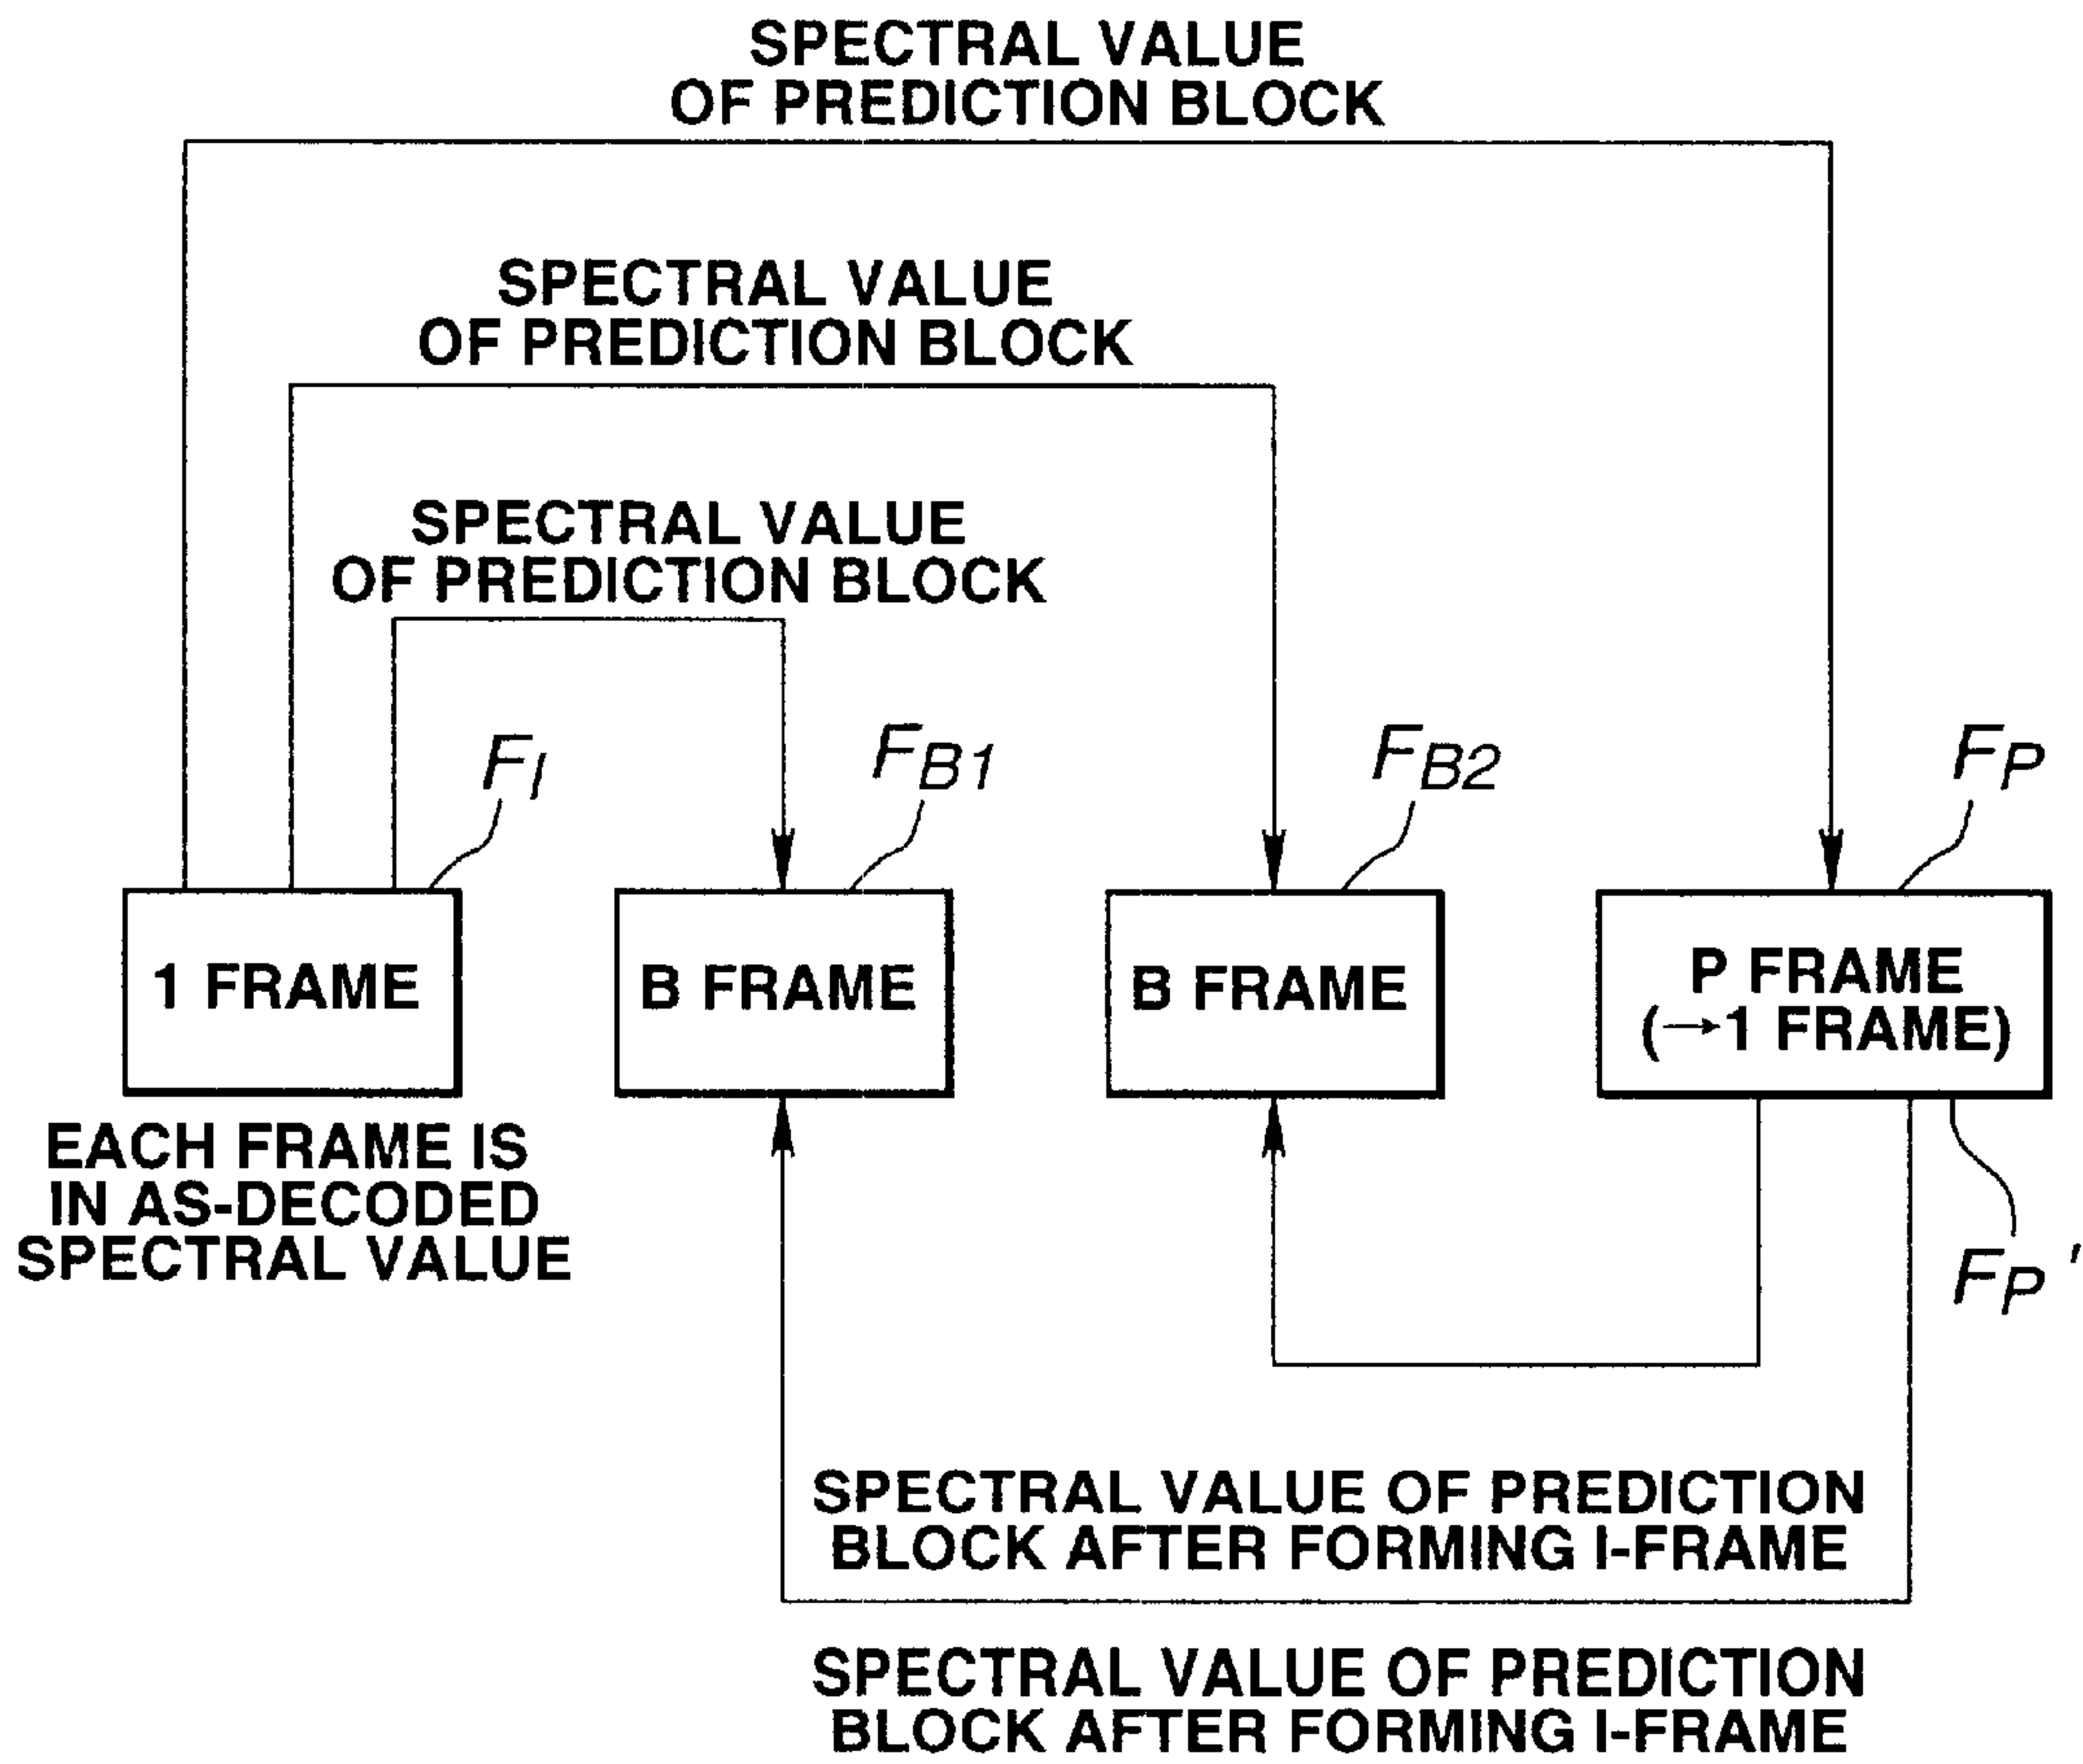 SPECTRAL VALUE
OF PREDICTION BLOCK
SPECTRAL VALUE
OF PREDICTION BLOCK
SPECTRAL VALUE
OF PREDICTION BLOCK
FI
FB1
FB2
FP
1 FRAME
B FRAME
B FRAME
P FRAME
(→1 FRAME)
EACH FRAME IS
IN AS-DECODED
SPECTRAL VALUE
FP'
SPECTRAL VALUE OF PREDICTION
BLOCK AFTER FORMING I-FRAME
SPECTRAL VALUE OF PREDICTION
BLOCK AFTER FORMING I-FRAME